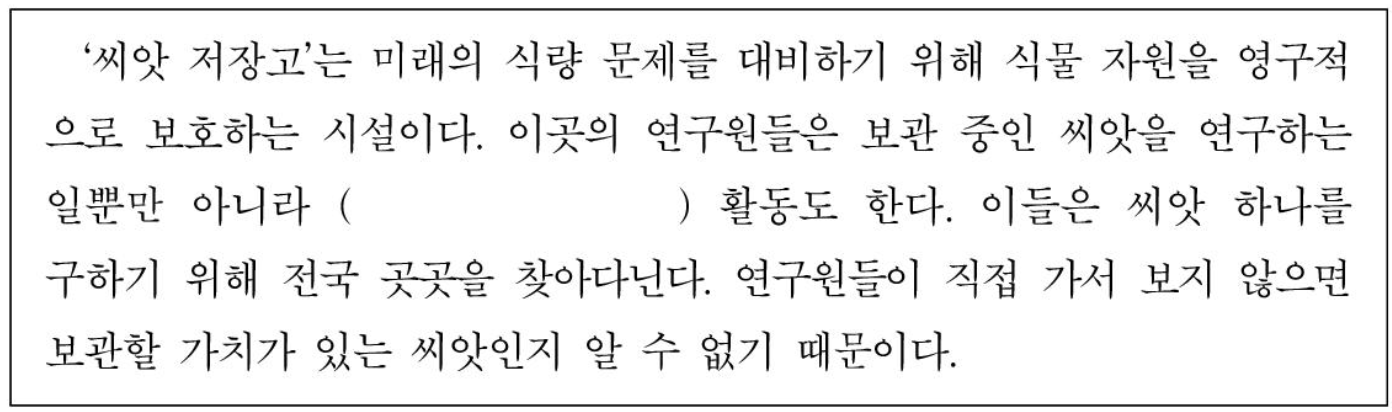 ‘씨앗 저장고’는 미래의 식량 문제를 대비하기 위해 식물 자원을 영구적
으로 보호하는 시설이다. 이곳의 연구원들은 보관 중인 씨앗을 연구하는
일뿐만 아니라 (                    ) 활동도 한다. 이들은 씨앗 하나를
구하기 위해 전국 곳곳을 찾아다닌다. 연구원들이 직접 가서 보지 않으면
보관할 가치가 있는 씨앗인지 알 수 없기 때문이다.